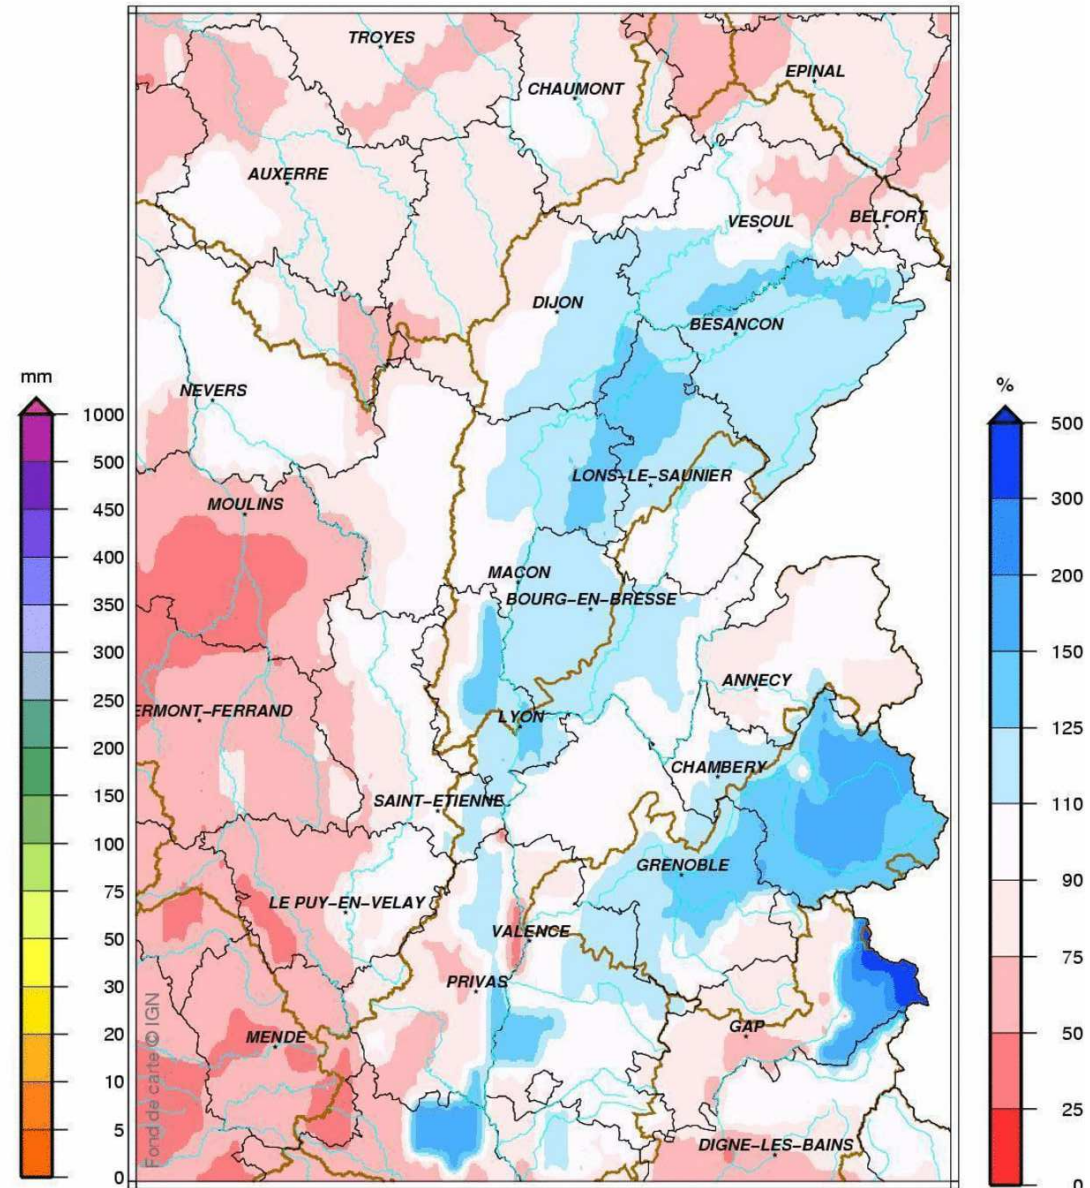 TROYES
EPINAL
CHAUMONT
AUXERRE
VESOUL
BELFORT
DIJON
BESANCON
mm
%
NEVERS
1000
500
450
400
350
300
250
200
150
100
75
50
30
20
10
5
0
LONS-LE-SAUNIER
MOULINS
MACON
BOURG-EN-BRESSE
ANNECY
ERMONT-FERRAND
LYON
CHAMBERY
SAINT-ETIENNE
GRENOBLE
LE PUY-EN-VELAY
VALENCE
PRIVAS
GAP
MENDE
DIGNE-LES-BAINS
Fond de carte © IGN
500
300
200
150
125
110
90
75
50
25
0